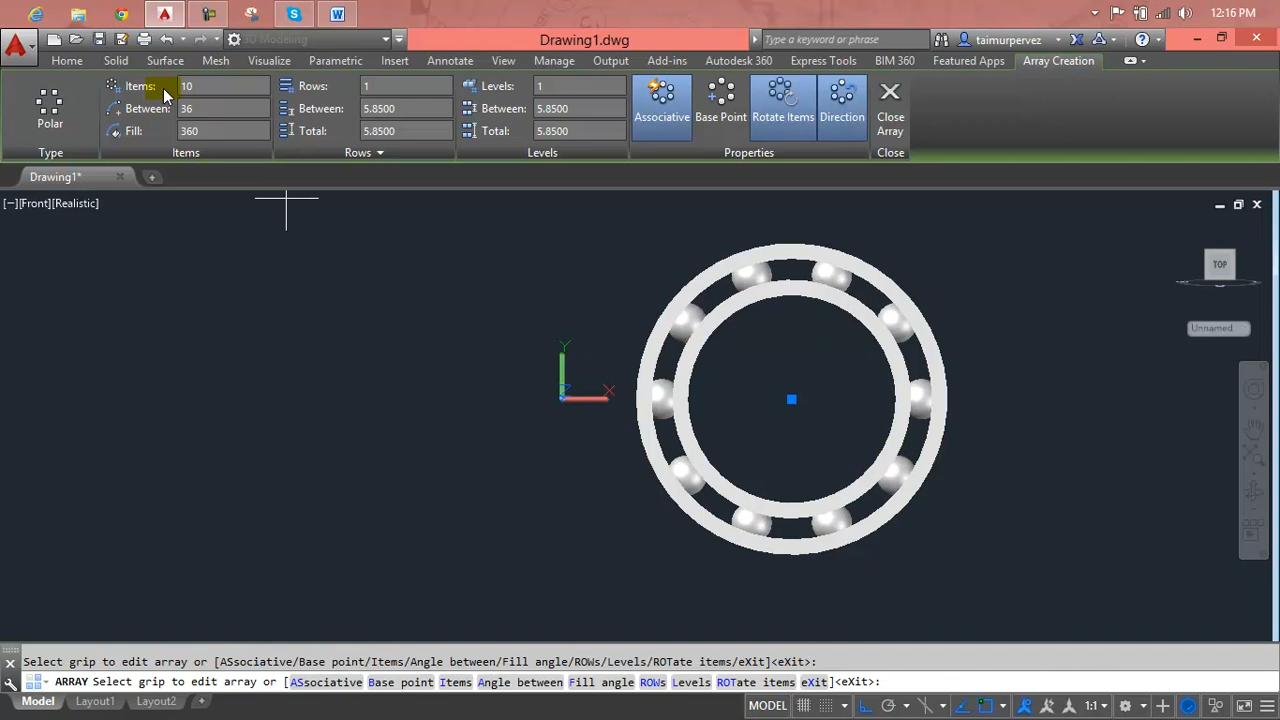 12:16 PM
3D Modeling
Drawing1.dwg
Type a keyword or phrase
taimurpervez
Home Solid Surface Mesh Visualize Parametric Insert Annotate View Manage Output Add-ins Autodesk 360 Express Tools BIM 360 Featured Apps Array Creation
Items: 10 Rows: 1 Levels: 1
Between: 36 Between: 5.8500 Between: 5.8500
Fill: 360 Total: 5.8500 Total: 5.8500
Polar
Associative Base Point Rotate Items Direction Close Array
Type Items Rows Levels Properties Close
Drawing1*
[−][Front][Realistic]
TOP
Unnamed
Y
X
Z
Select grip to edit array or [ASsociative/Base point/Items/Angle between/Fill angle/ROWs/Levels/ROTate items/eXit]<eXit>:
ARRAY Select grip to edit array or [ASsociative Base point Items Angle between Fill angle ROWs Levels ROTate items eXit]<eXit>:
Model Layout1 Layout2
MODEL 1:1